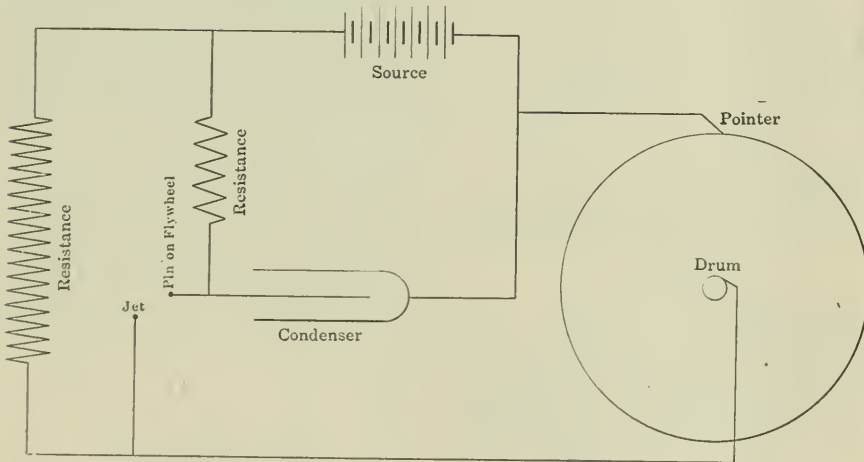 Source
Pointer
Resistance
Pin on Flywheel
Resistance
Drum
Jet
Condenser